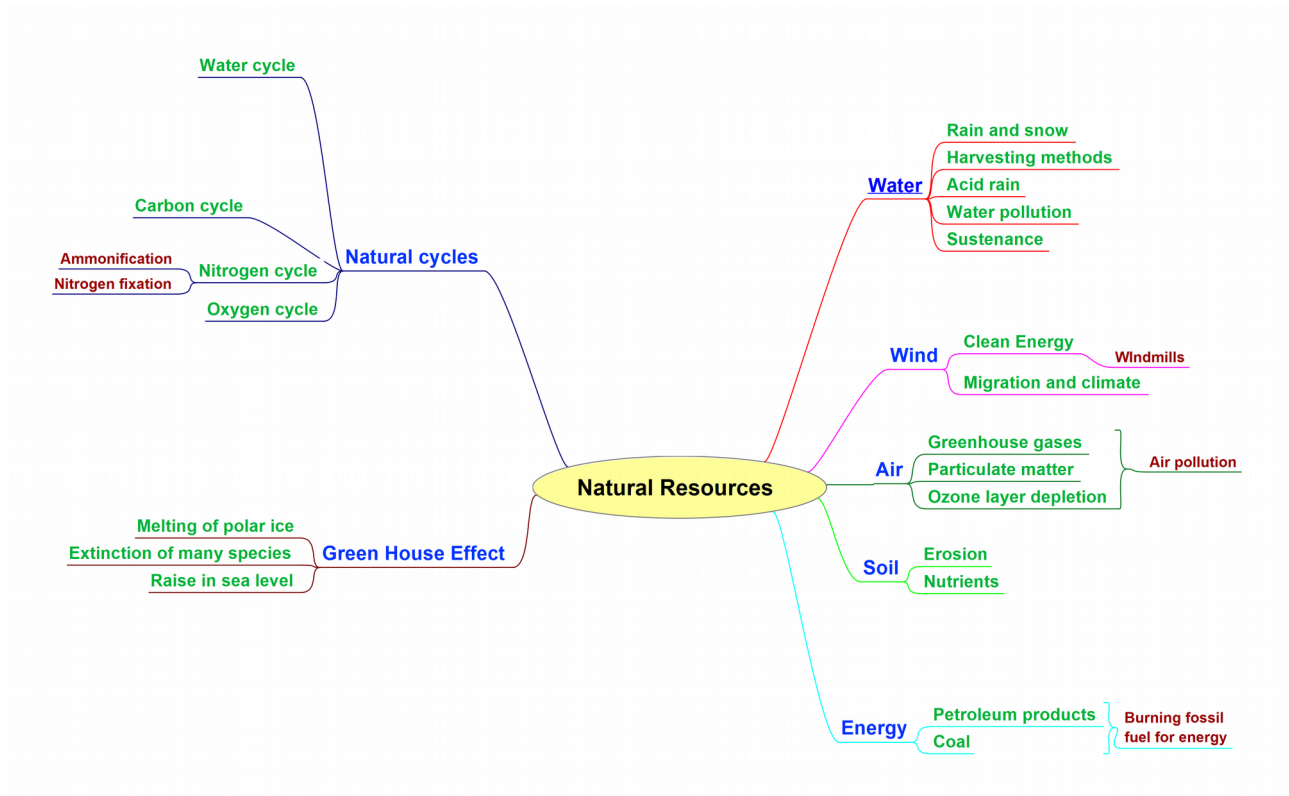 Natural Resources
Water cycle
Carbon cycle
Natural cycles
Ammonification
Nitrogen cycle
Nitrogen fixation
Oxygen cycle
Green House Effect
Melting of polar ice
Extinction of many species
Raise in sea level
Water
Rain and snow
Harvesting methods
Acid rain
Water pollution
Sustenance
Wind
Clean Energy
WIndmills
Migration and climate
Air
Greenhouse gases
Particulate matter
Ozone layer depletion
Air pollution
Soil
Erosion
Nutrients
Energy
Petroleum products
Coal
Burning fossil
fuel for energy